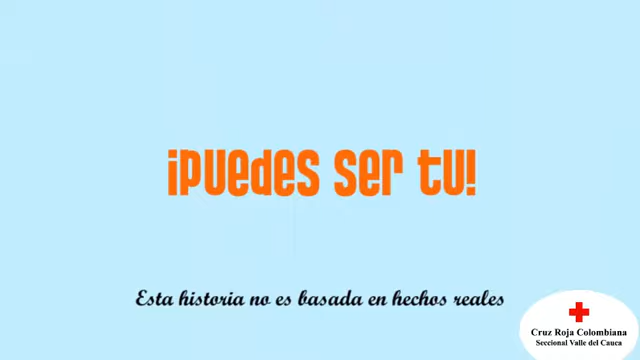 ¡PUEDES SER TU!
Esta historia no es basada en hechos reales
Cruz Roja Colombiana
Seccional Valle del Cauca